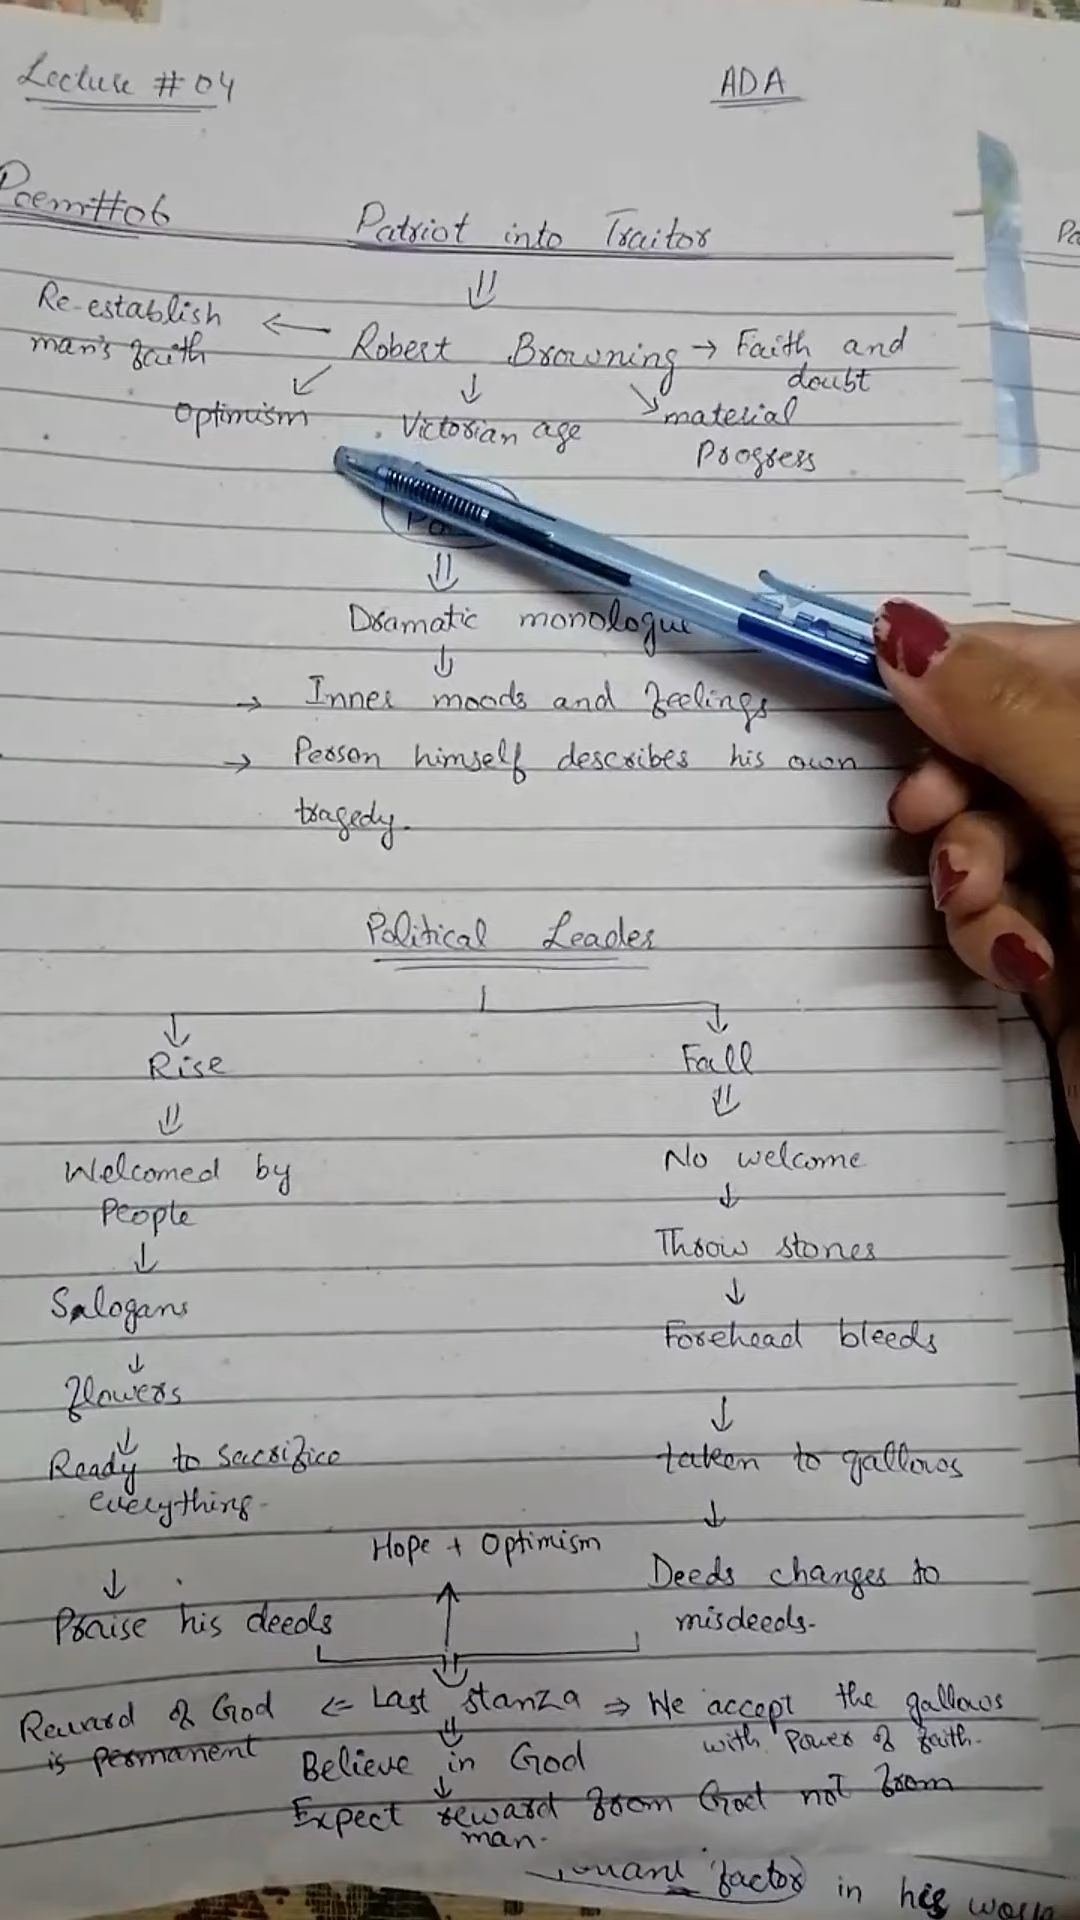 Lecture #04
ADA
Poem#06
Patriot into Traitor
Re-establish
man's faith
Robert Browning → Faith and
doubt
Optimism
Victorian age
material
Progress
Dramatic monologue
→ Inner moods and feelings
→ Person himself describes his own
tragedy.
Political Leader
Rise
Fall
Welcomed by
People
No welcome
Throw stones
Salogans
Forehead bleeds
flowers
Ready to sacrifice
everything.
taken to gallows
Hope + Optimism
Deeds changes to
misdeeds.
Praise his deeds
Reward of God
is permanent
⇐ Last stanza ⇒ He accept the gallows
with Power of faith.
Believe in God
Expect reward from God not from
man.
factor in his